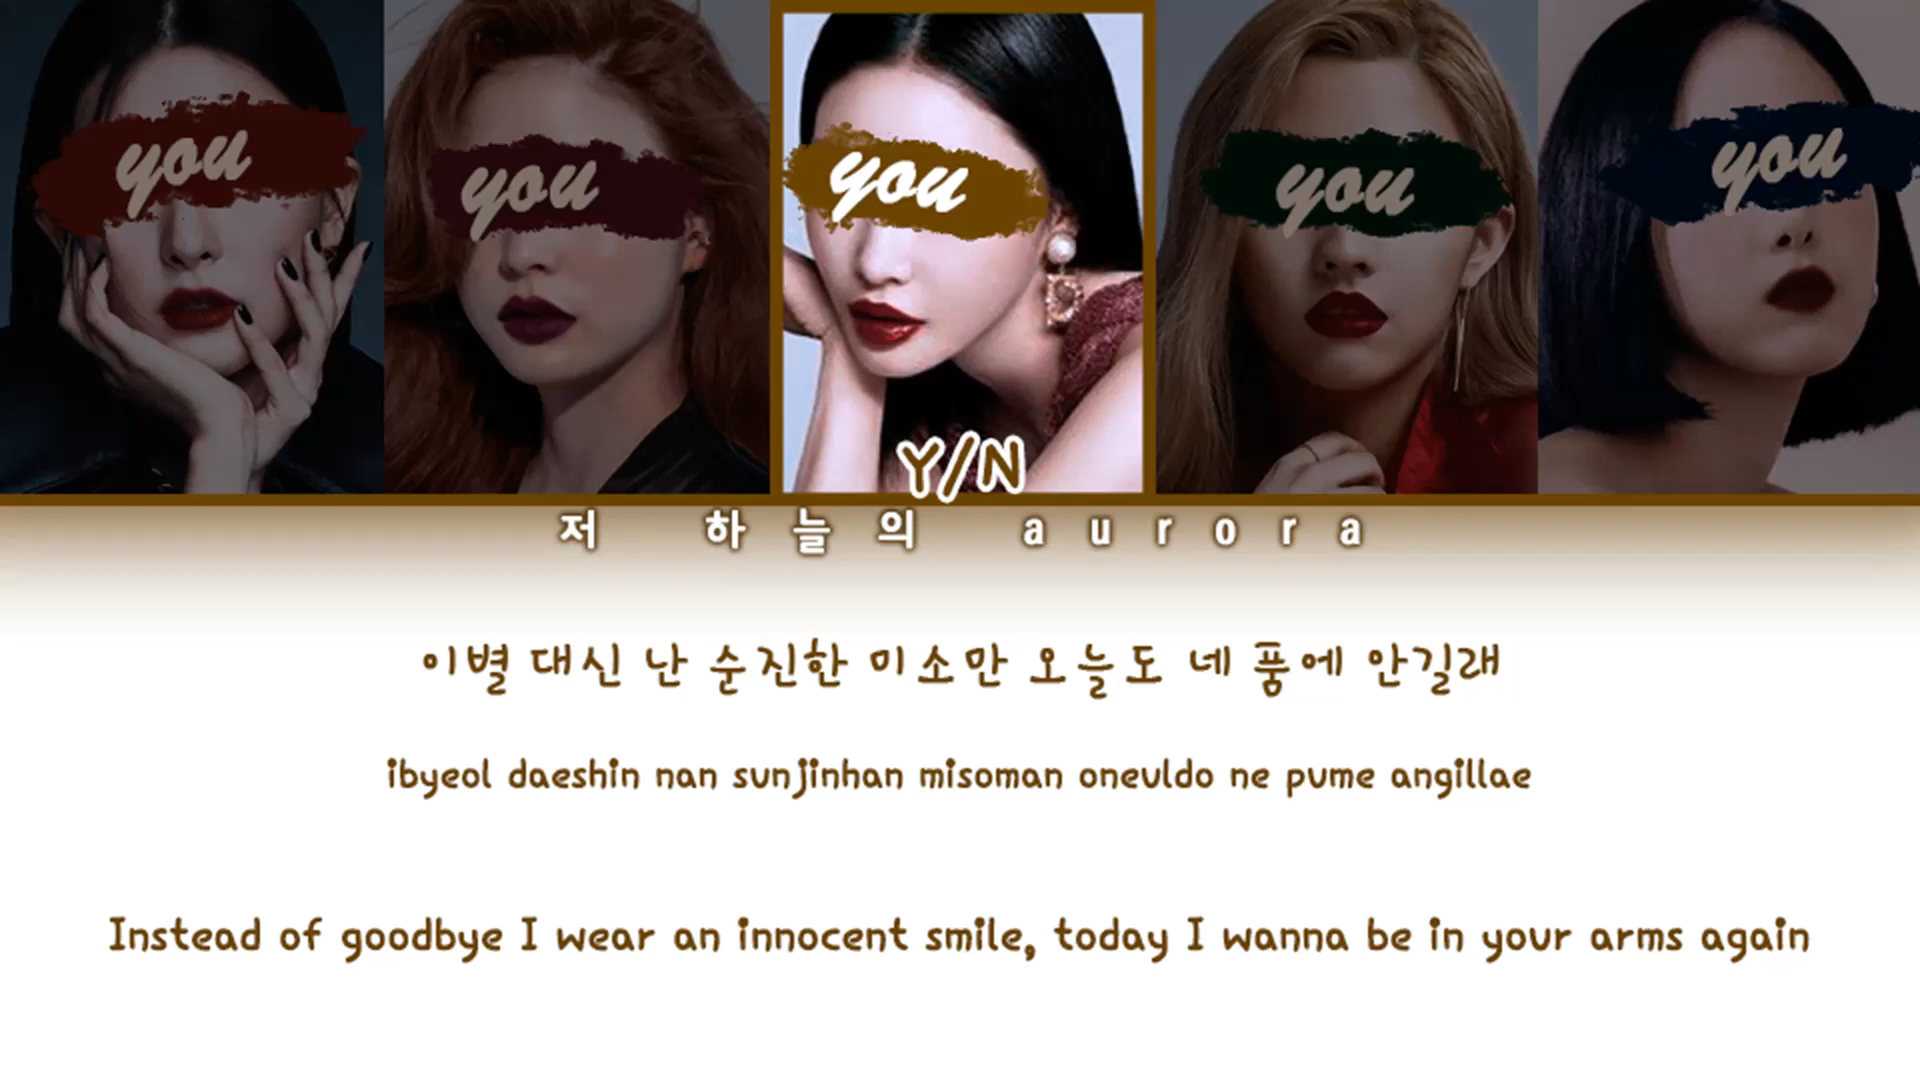 you you you you you
Y/N
저 하늘의 aurora
이별 대신 난 순진한 미소만 오늘도 네 품에 안길래
ibyeol daeshin nan sunjinhan misoman oneuldo ne pume angillae
Instead of goodbye I wear an innocent smile, today I wanna be in your arms again